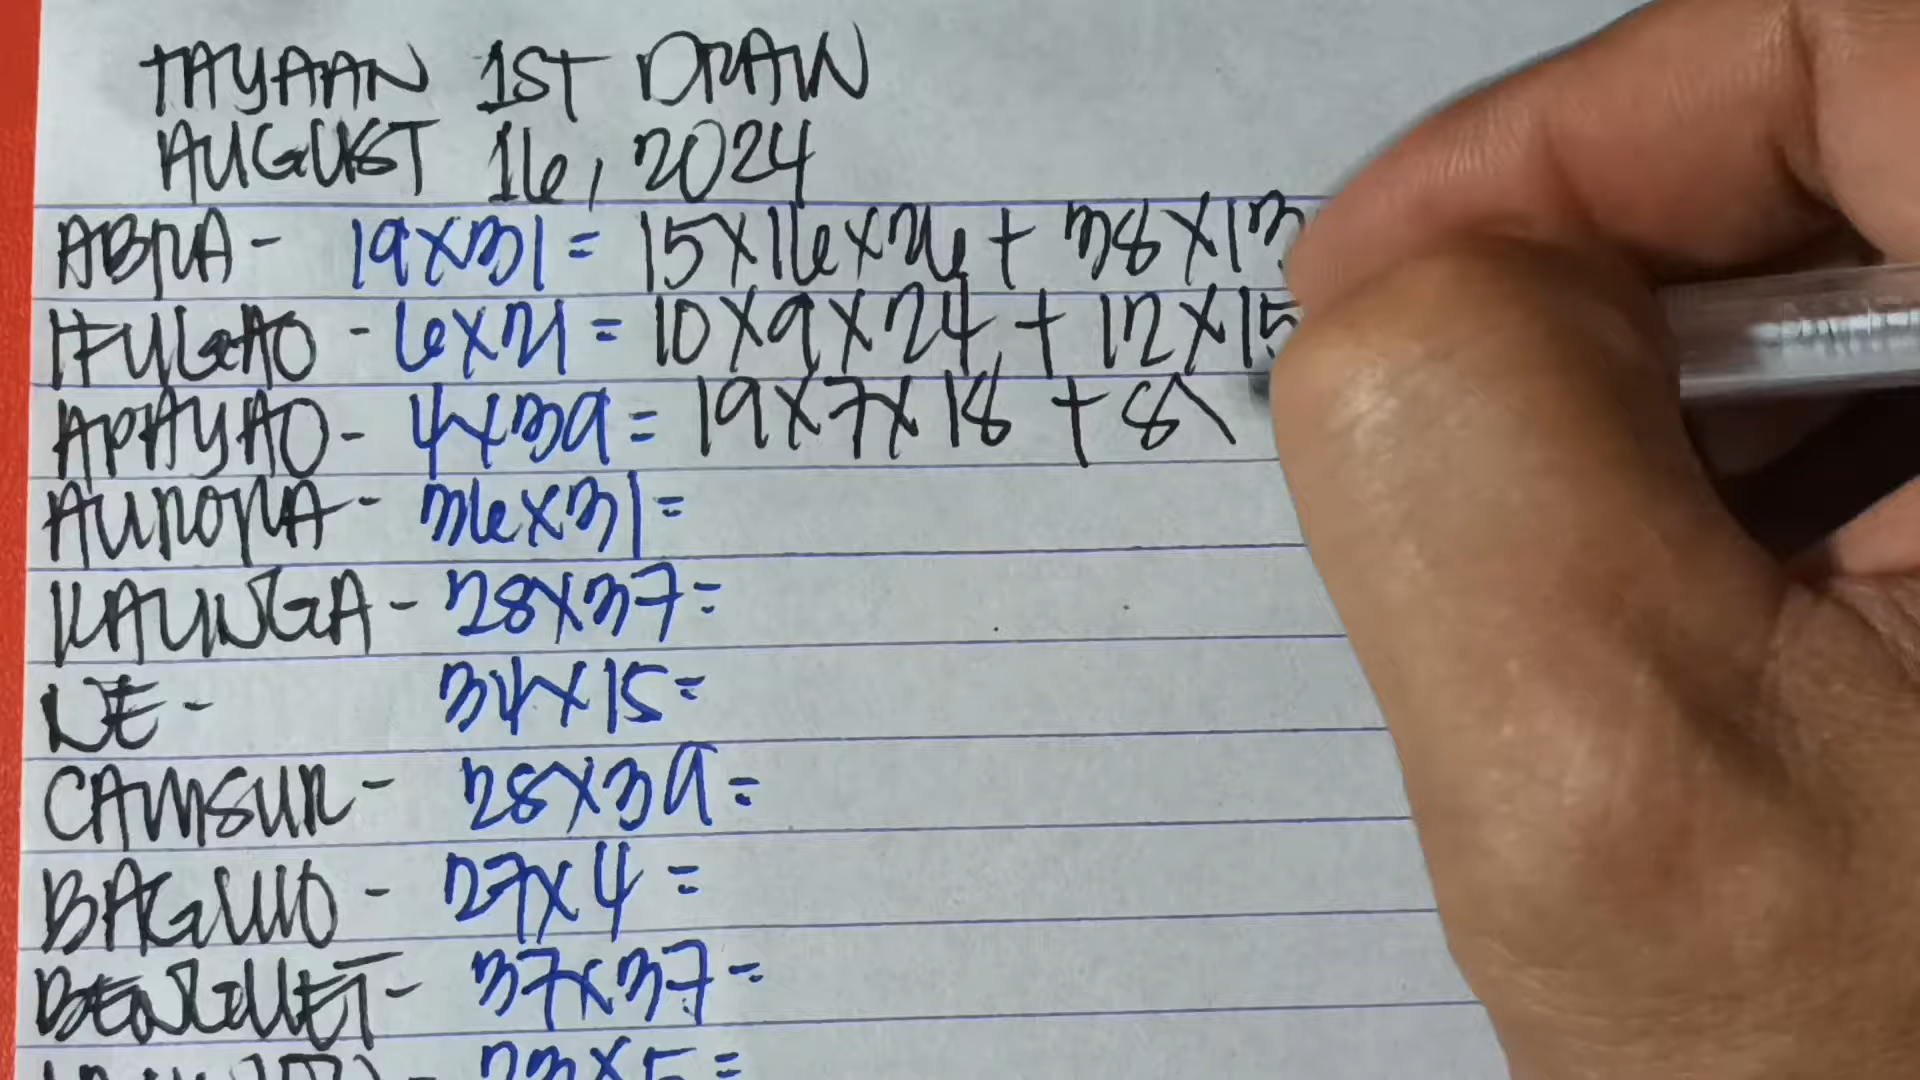 TAYAAN 1ST DRAW
AUGUST 16, 2024
ABRA - 19X31 = 15X16X26 + 38X13
IFUGAO - 6X21 = 10X9X24 + 12X15
APAYAO - 4X39 = 19X7X18 + 8
AURORA - 36X31=
KALINGA - 28X37=
NE - 34X15=
CAMSUR - 28X39=
BAGUIO - 27X4 =
BENGUET - 37X37=
23X5=